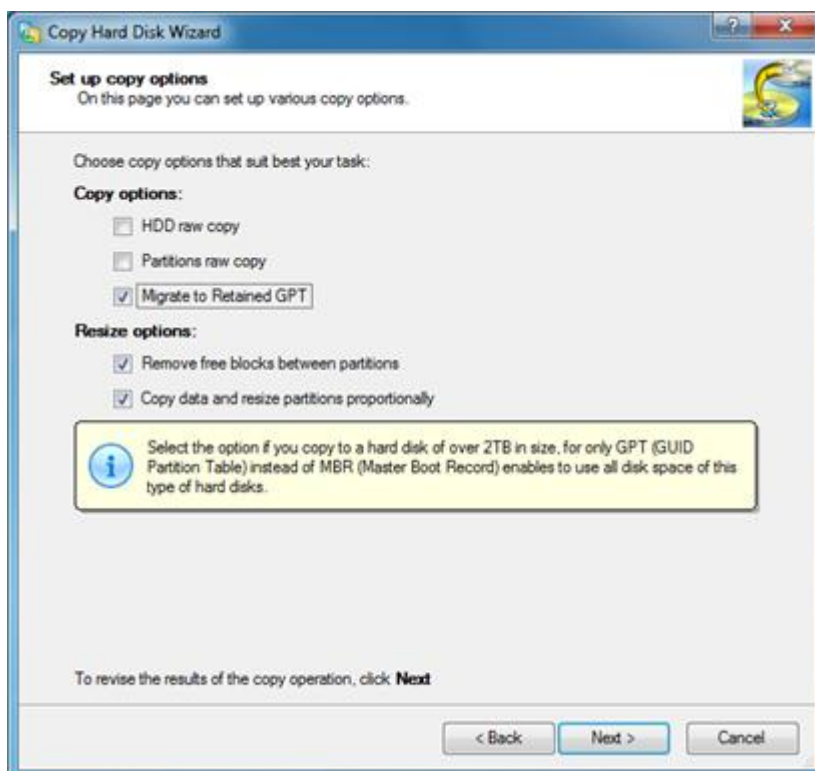 Copy Hard Disk Wizard
Set up copy options
On this page you can set up various copy options.
Choose copy options that suit best your task:
Copy options:
HDD raw copy
Partitions raw copy
Migrate to Retained GPT
Resize options:
Remove free blocks between partitions
Copy data and resize partitions proportionally
Select the option if you copy to a hard disk of over 2TB in size, for only GPT (GUID
Partition Table) instead of MBR (Master Boot Record) enables to use all disk space of this
type of hard disks.
To revise the results of the copy operation, click Next
< Back Next > Cancel